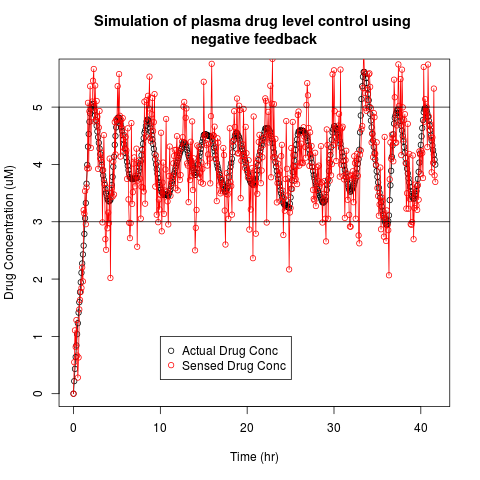 Simulation of plasma drug level control using
negative feedback
Drug Concentration (uM)
5
4
3
2
1
0
Actual Drug Conc
Sensed Drug Conc
0 10 20 30 40
Time (hr)